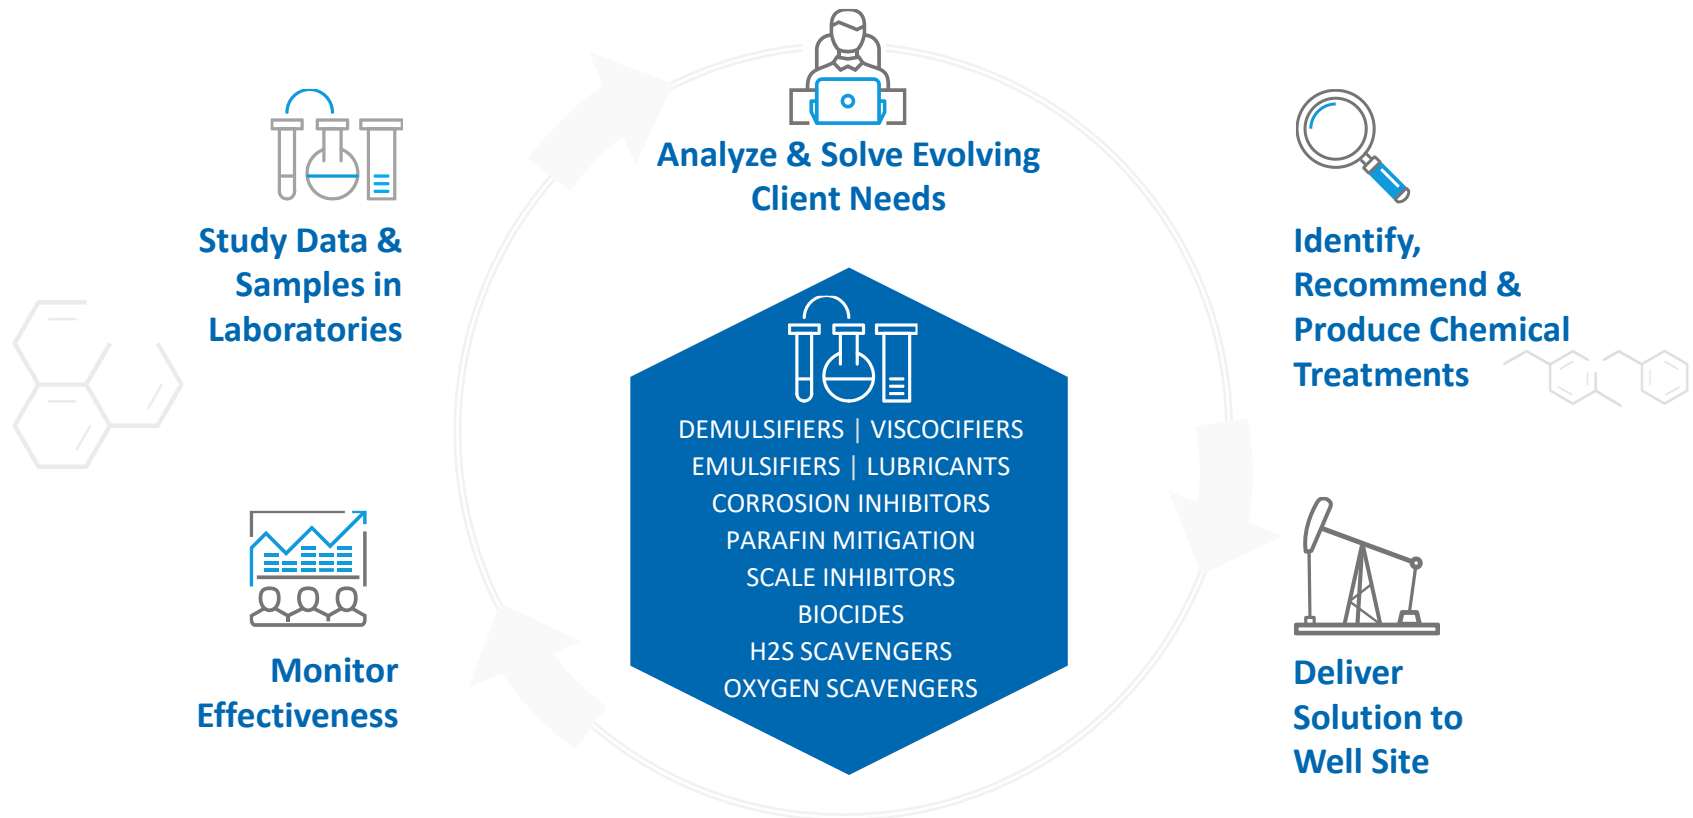 Analyze & Solve Evolving
Client Needs
Study Data &
Samples in
Laboratories
Identify,
Recommend &
Produce Chemical
Treatments
DEMULSIFIERS | VISCOCIFIERS
EMULSIFIERS | LUBRICANTS
CORROSION INHIBITORS
PARAFIN MITIGATION
SCALE INHIBITORS
BIOCIDES
H2S SCAVENGERS
OXYGEN SCAVENGERS
Monitor
Effectiveness
Deliver
Solution to
Well Site